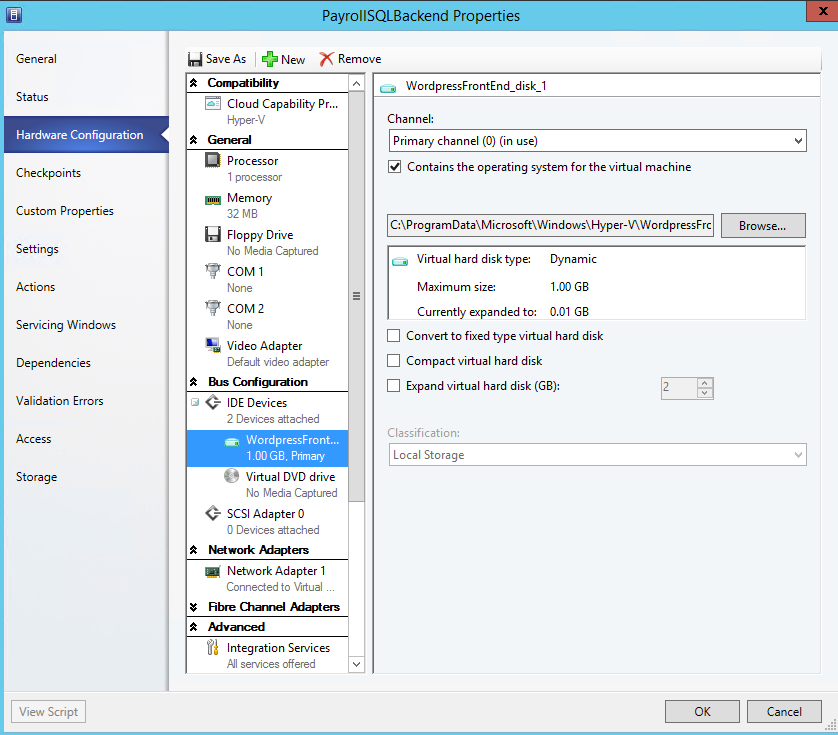 PayrollSQLBackend Properties
x
General
Status
Hardware Configuration
Checkpoints
Custom Properties
Settings
Actions
Servicing Windows
Dependencies
Validation Errors
Access
Storage
Save As New Remove
Compatibility
Cloud Capability Pr...
Hyper-V
General
Processor
1 processor
Memory
32 MB
Floppy Drive
No Media Captured
COM 1
None
COM 2
None
Video Adapter
Default video adapter
Bus Configuration
IDE Devices
2 Devices attached
WordpressFront...
1.00 GB, Primary
Virtual DVD drive
No Media Captured
SCSI Adapter 0
0 Devices attached
Network Adapters
Network Adapter 1
Connected to Virtual ...
Fibre Channel Adapters
Advanced
Integration Services
All services offered
WordpressFrontEnd_disk_1
Channel:
Primary channel (0) (in use)
Contains the operating system for the virtual machine
C:\ProgramData\Microsoft\Windows\Hyper-V\WordpressFrc Browse...
Virtual hard disk type: Dynamic
Maximum size: 1.00 GB
Currently expanded to: 0.01 GB
Convert to fixed type virtual hard disk
Compact virtual hard disk
Expand virtual hard disk (GB): 2
Classification:
Local Storage
View Script OK Cancel